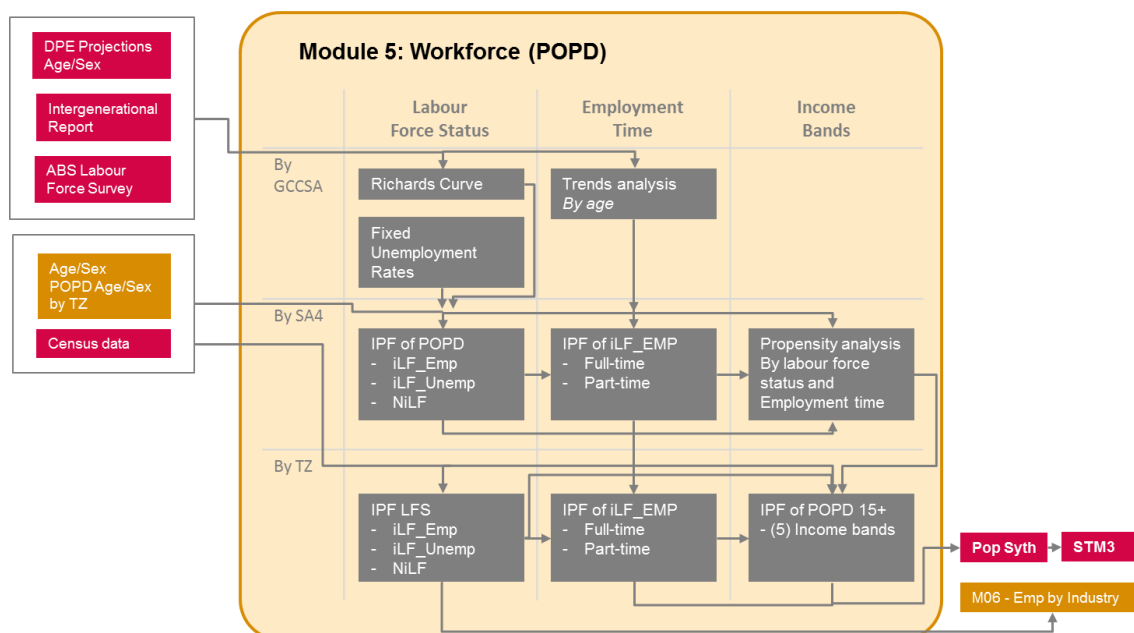 DPE Projections
Age/Sex
Intergenerational
Report
ABS Labour
Force Survey
Age/Sex
POPD Age/Sex
by TZ
Census data
Module 5: Workforce (POPD)
Labour
Force Status
Employment
Time
Income
Bands
By
GCCSA
Richards Curve
Trends analysis
By age
Fixed
Unemployment
Rates
By SA4
IPF of POPD
- iLF_Emp
- iLF_Unemp
- NiLF
IPF of iLF_EMP
- Full-time
- Part-time
Propensity analysis
By labour force
status and
Employment time
By TZ
IPF LFS
- iLF_Emp
- iLF_Unemp
- NiLF
IPF of iLF_EMP
- Full-time
- Part-time
IPF of POPD 15+
- (5) Income bands
Pop Syth
STM3
M06 - Emp by Industry